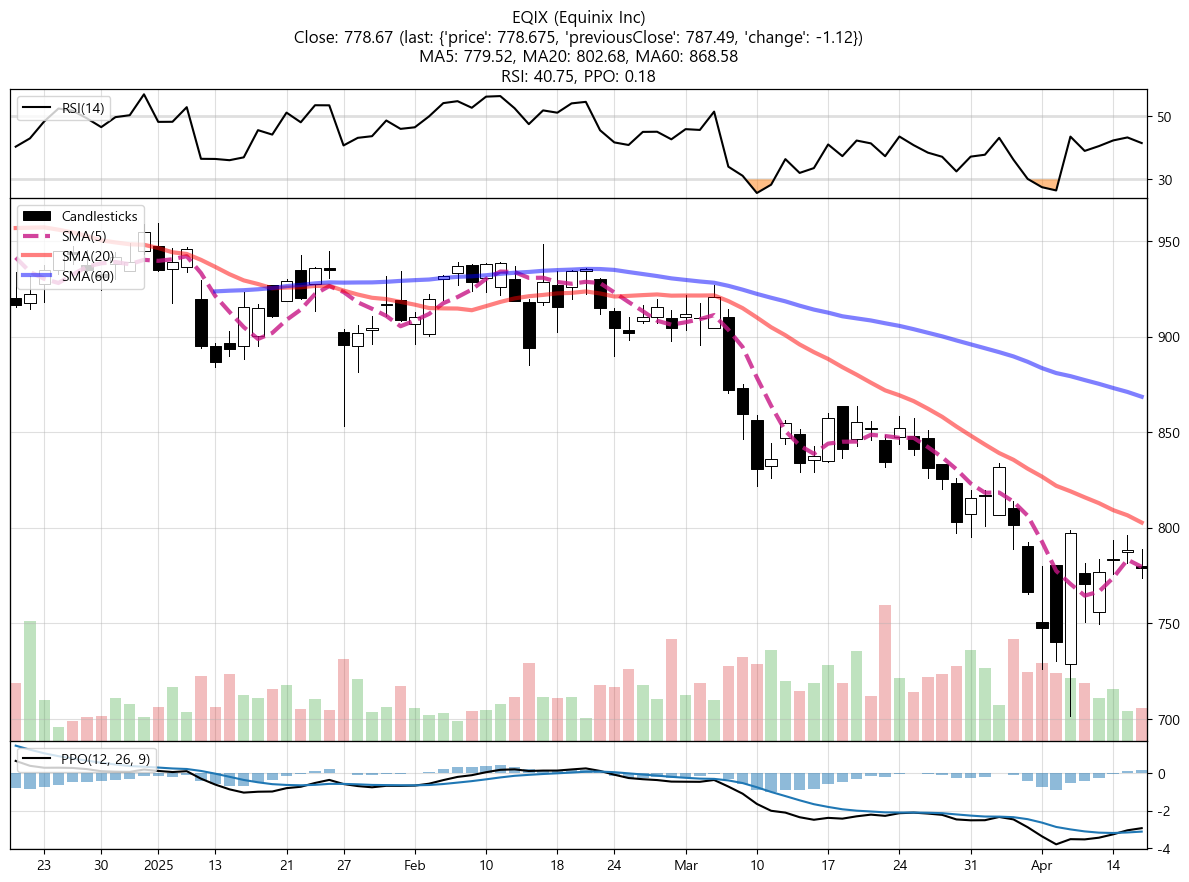 EQIX (Equinix Inc)
Close: 778.67 (last: {'price': 778.675, 'previousClose': 787.49, 'change': -1.12})
MA5: 779.52, MA20: 802.68, MA60: 868.58
RSI: 40.75, PPO: 0.18
RSI(14)
50
30
Candlesticks
SMA(5)
SMA(20)
SMA(60)
950
900
850
800
750
700
PPO(12, 26, 9)
0
-2
-4
23 30 2025 13 21 27 Feb 10 18 24 Mar 10 17 24 31 Apr 14